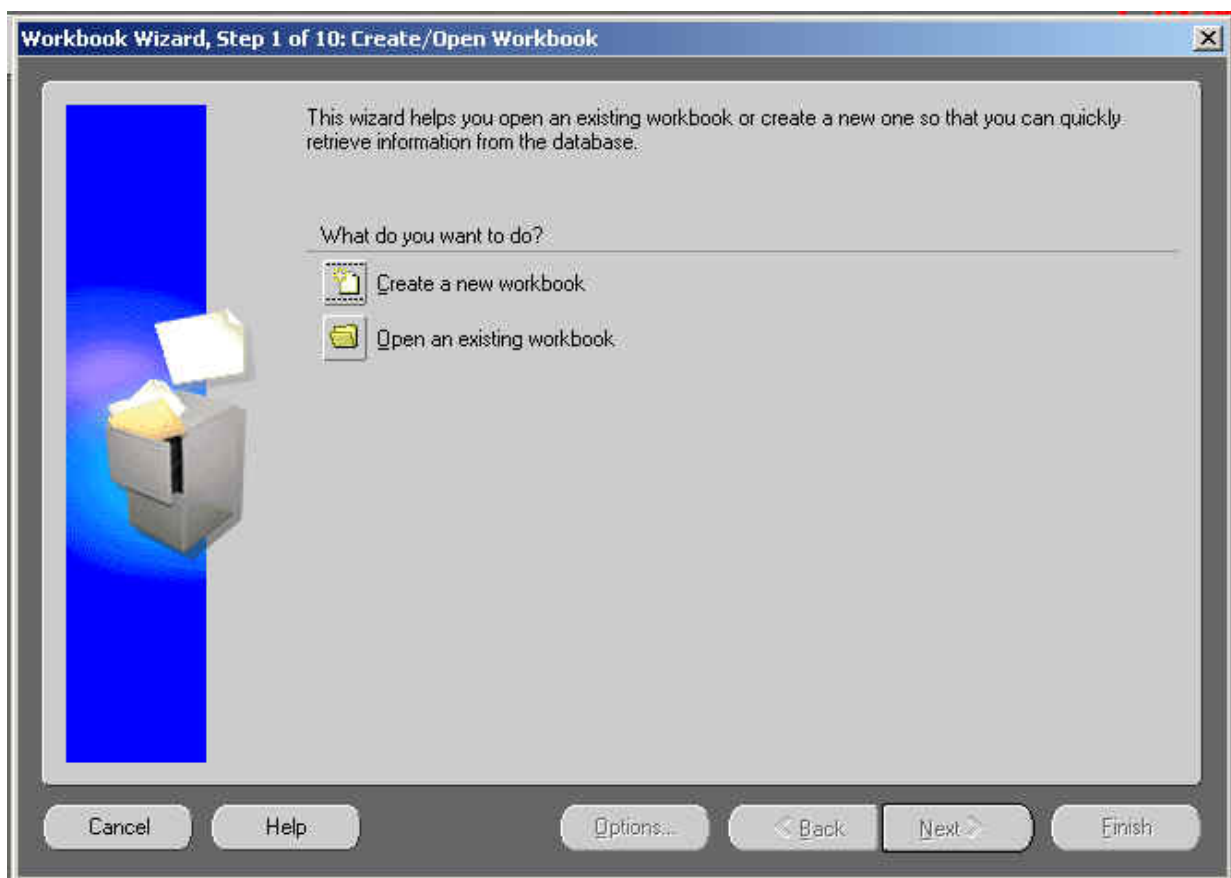 Workbook Wizard, Step 1 of 10: Create/Open Workbook
This wizard helps you open an existing workbook or create a new one so that you can quickly
retrieve information from the database.
What do you want to do?
Create a new workbook
Open an existing workbook
Cancel
Help
Options...
< Back
Next >
Finish